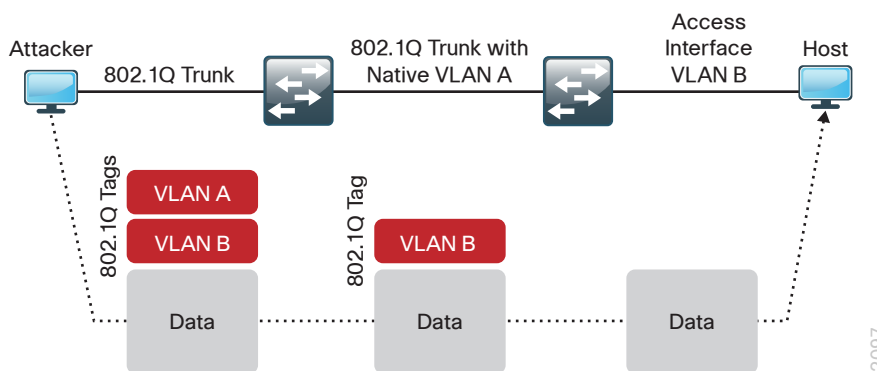 Attacker
802.1Q Trunk
802.1Q Trunk with
Native VLAN A
Access
Interface
VLAN B
Host
802.1Q Tags
VLAN A
VLAN B
Data
802.1Q Tag
VLAN B
Data
Data